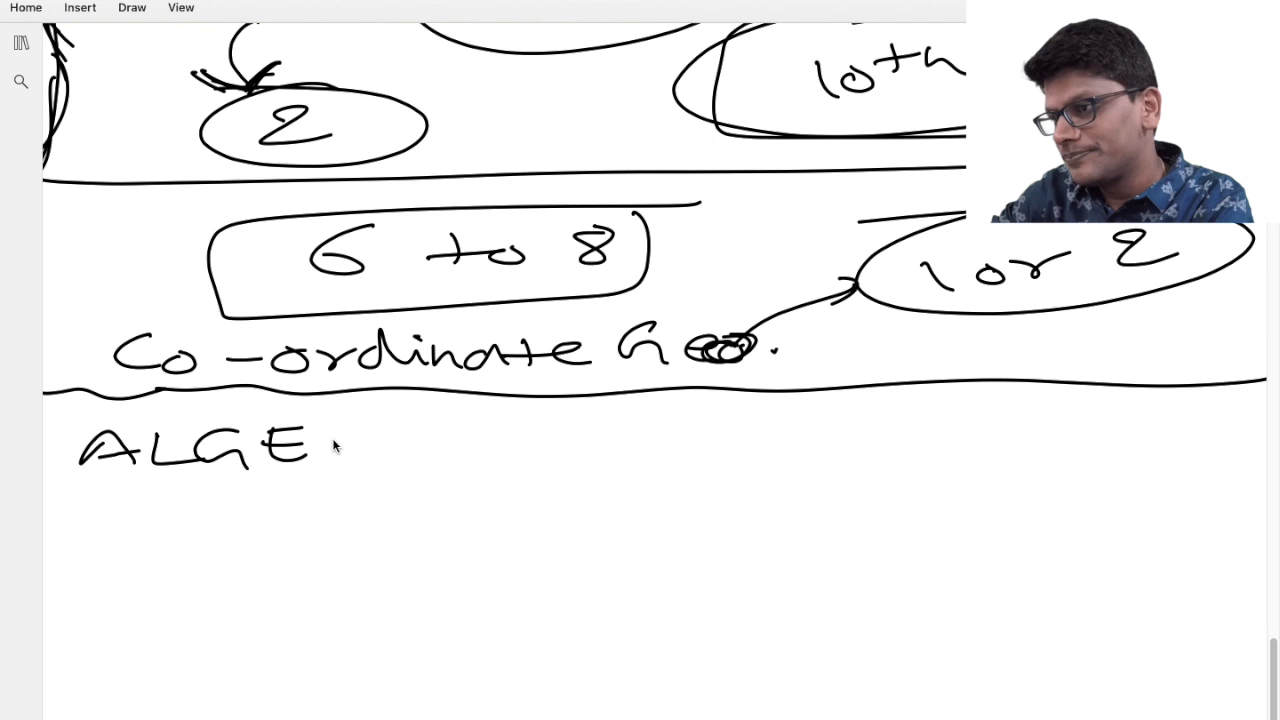 Home Insert Draw View
2 10th
6 to 8 1 or 2
Co-ordinate Geo.
ALGE